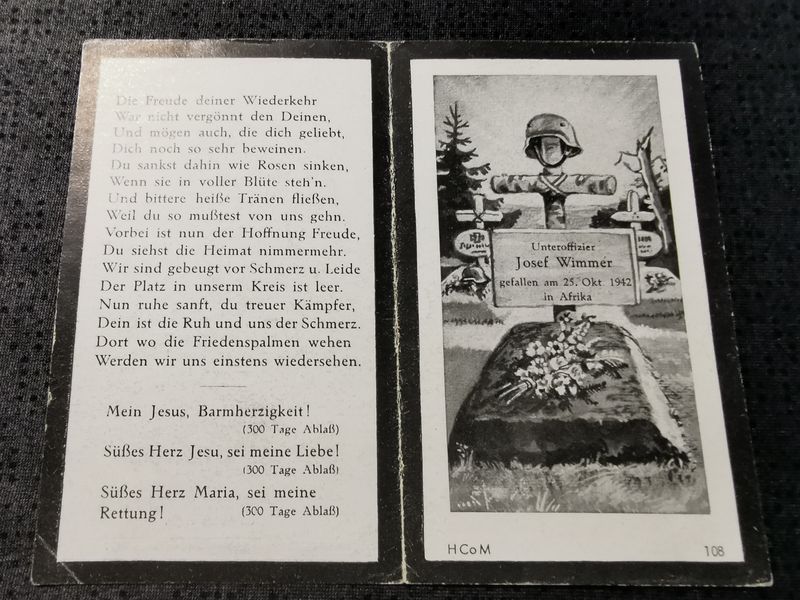 Die Freude deiner Wiederkehr
War nicht vergönnt den Deinen,
Und mögen auch, die dich geliebt,
Dich noch so sehr beweinen.
Du sankst dahin wie Rosen sinken,
Wenn sie in voller Blüte steh'n.
Und bittere heiße Tränen fließen,
Weil du so mußtest von uns gehn.
Vorbei ist nun der Hoffnung Freude,
Du siehst die Heimat nimmermehr.
Wir sind gebeugt vor Schmerz u. Leide
Der Platz in unserm Kreis ist leer.
Nun ruhe sanft, du treuer Kämpfer,
Dein ist die Ruh und uns der Schmerz.
Dort wo die Friedenspalmen wehen
Werden wir uns einstens wiedersehen.
Mein Jesus, Barmherzigkeit!
(300 Tage Ablaß)
Süßes Herz Jesu, sei meine Liebe!
(300 Tage Ablaß)
Süßes Herz Maria, sei meine
Rettung! (300 Tage Ablaß)
Unteroffizier
Josef Wimmer
gefallen am 25. Okt. 1942
in Afrika
HCoM 108